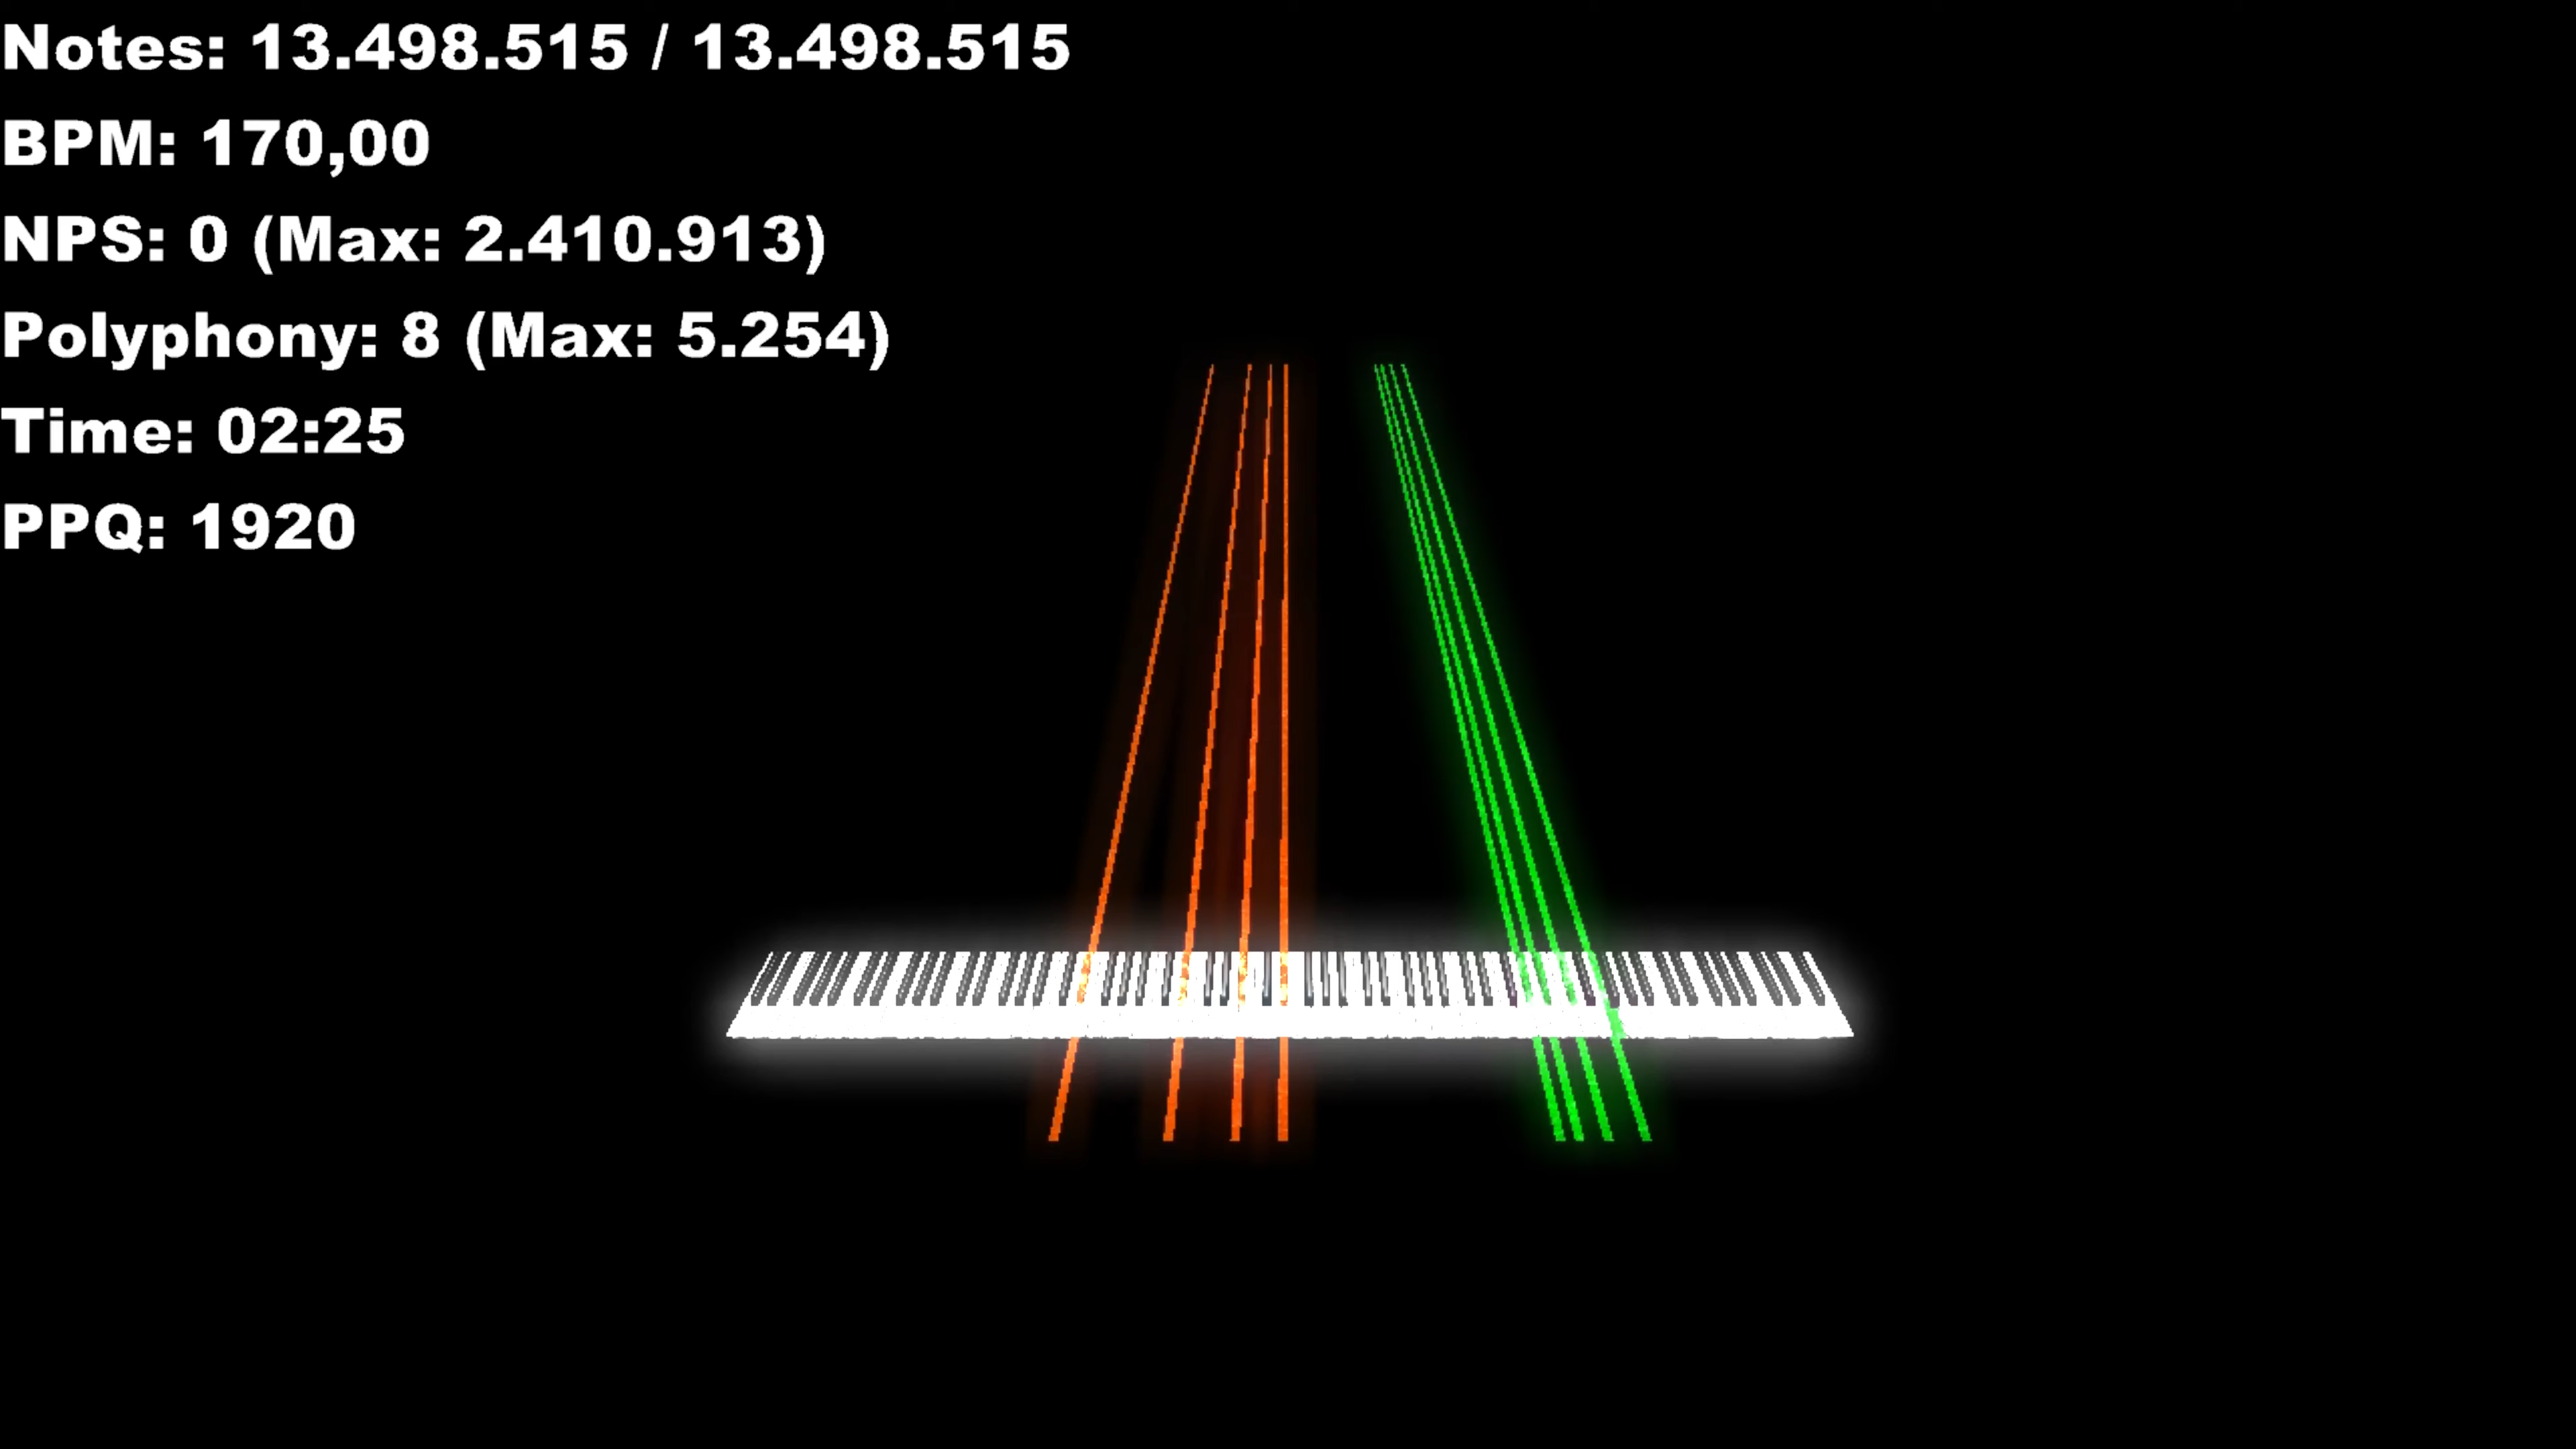 Notes: 13.498.515 / 13.498.515
BPM: 170,00
NPS: 0 (Max: 2.410.913)
Polyphony: 8 (Max: 5.254)
Time: 02:25
PPQ: 1920